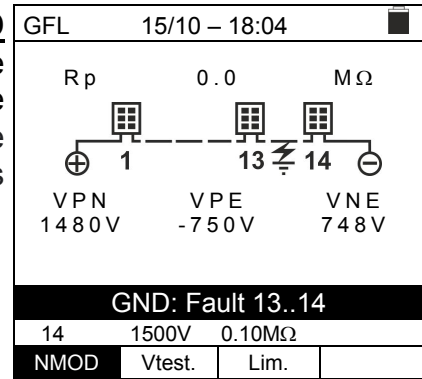 GFL 15/10 – 18:04
Rp 0.0 MΩ
1 13 14
VPN VPE VNE
1480V -750V 748V
GND: Fault 13..14
14 1500V 0.10MΩ
NMOD Vtest. Lim.